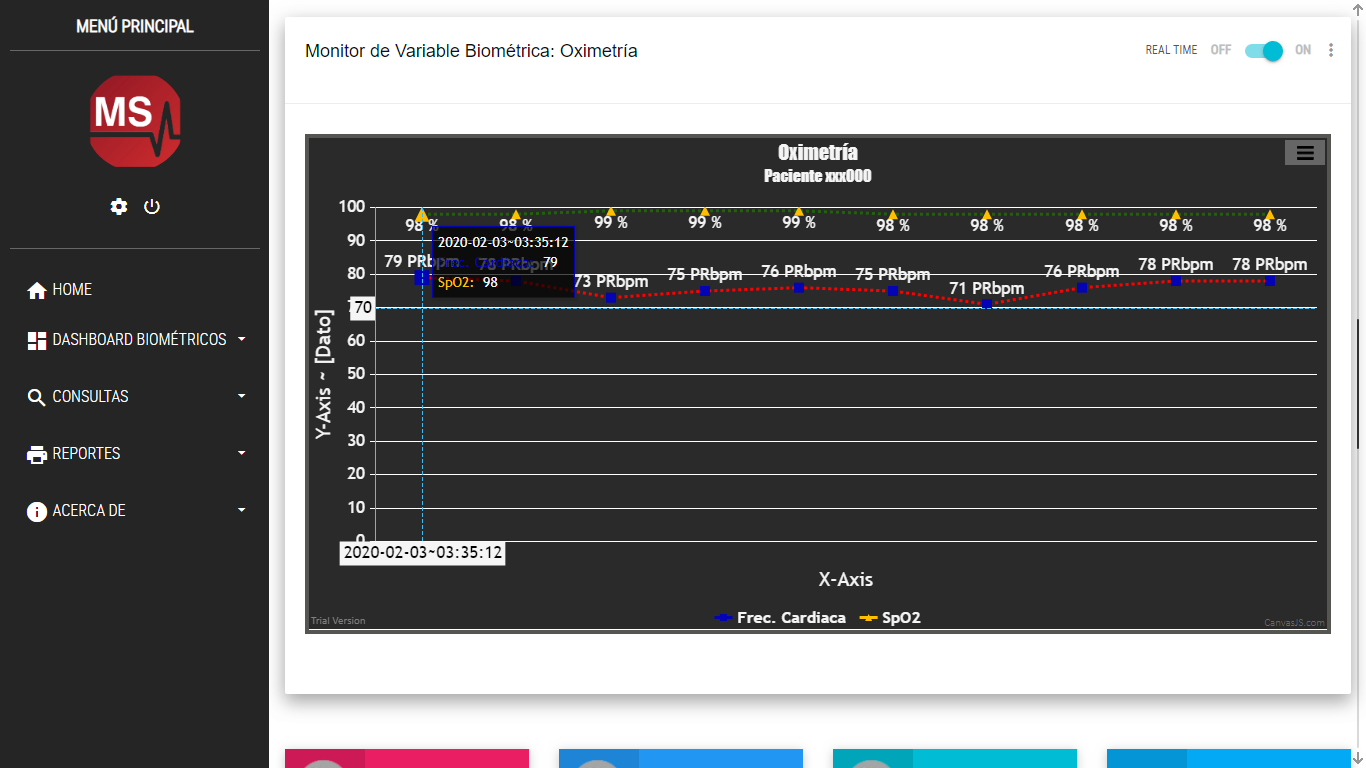 MENÚ PRINCIPAL
MS
HOME
DASHBOARD BIOMÉTRICOS
CONSULTAS
REPORTES
ACERCA DE
Monitor de Variable Biométrica: Oximetría
REAL TIME OFF ON
Oximetría
Paciente xxx000
100
90
80
70
60
50
40
30
20
10
0
Y-Axis ~ [Dato]
98 % 98 % 99 % 99 % 99 % 98 % 98 % 98 % 98 % 98 %
79 PRbpm 78 PRbpm 73 PRbpm 75 PRbpm 76 PRbpm 75 PRbpm 71 PRbpm 76 PRbpm 78 PRbpm 78 PRbpm
2020-02-03~03:35:12
Frec. Cardiaca: 79
SpO2: 98
2020-02-03~03:35:12
X-Axis
Frec. Cardiaca SpO2
Trial Version
CanvasJS.com